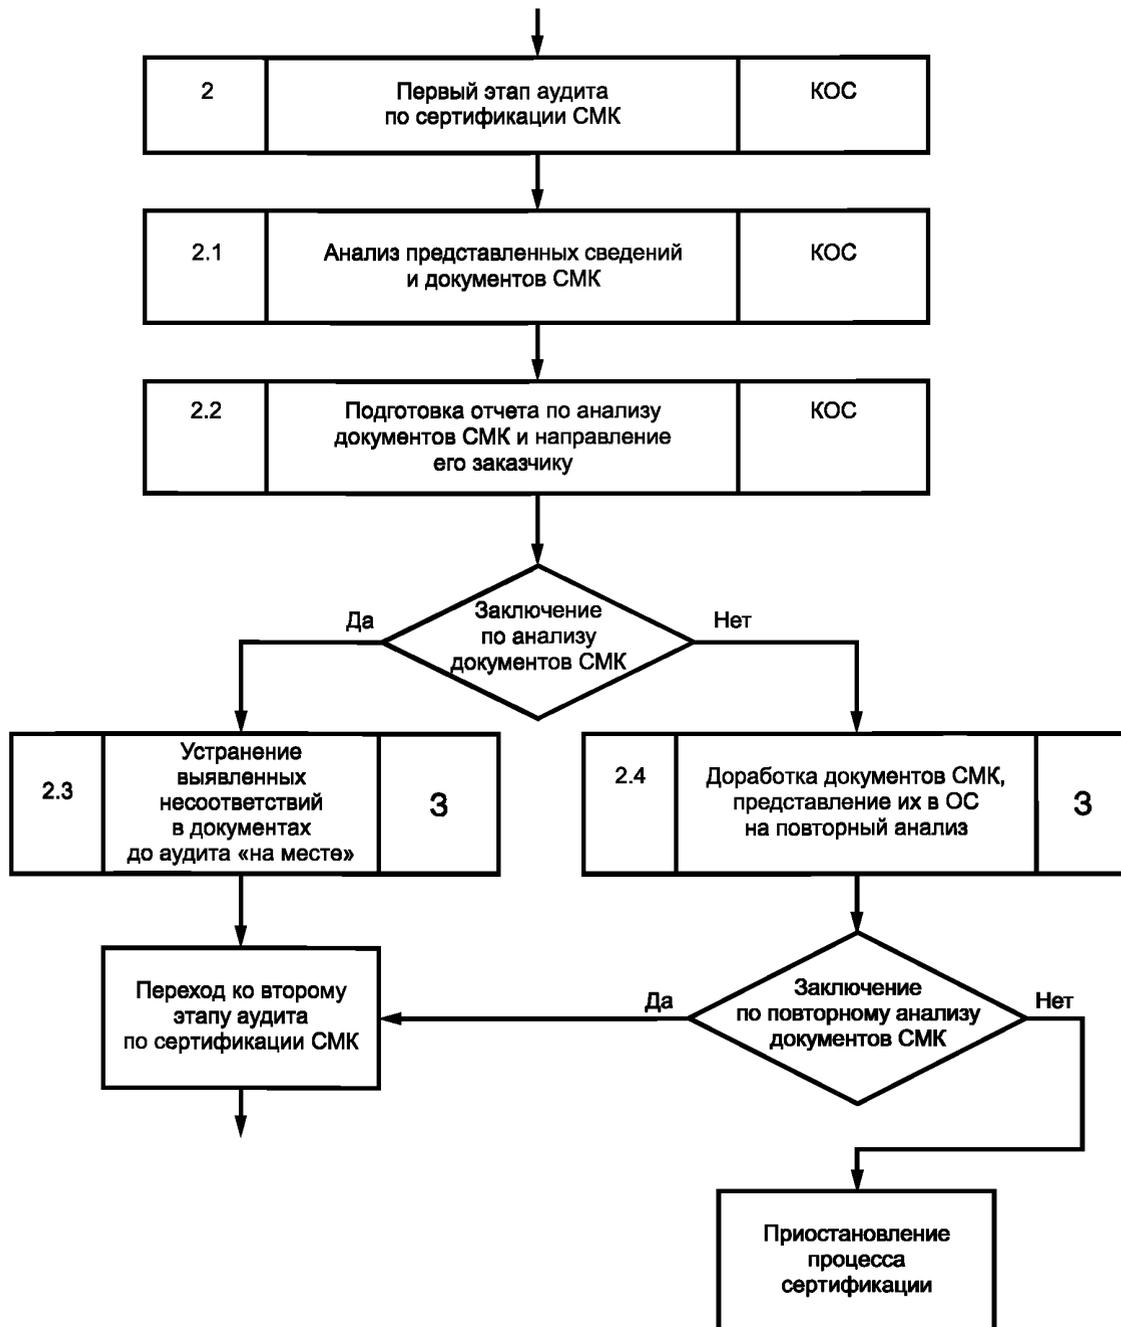 2
Первый этап аудита
по сертификации СМК
КОС
2.1
Анализ представленных сведений
и документов СМК
КОС
2.2
Подготовка отчета по анализу
документов СМК и направление
его заказчику
КОС
Да
Заключение
по анализу
документов СМК
Нет
2.3
Устранение
выявленных
несоответствий
в документах
до аудита «на месте»
З
2.4
Доработка документов СМК,
представление их в ОС
на повторный анализ
З
Переход ко второму
этапу аудита
по сертификации СМК
Да
Заключение
по повторному анализу
документов СМК
Нет
Приостановление
процесса
сертификации